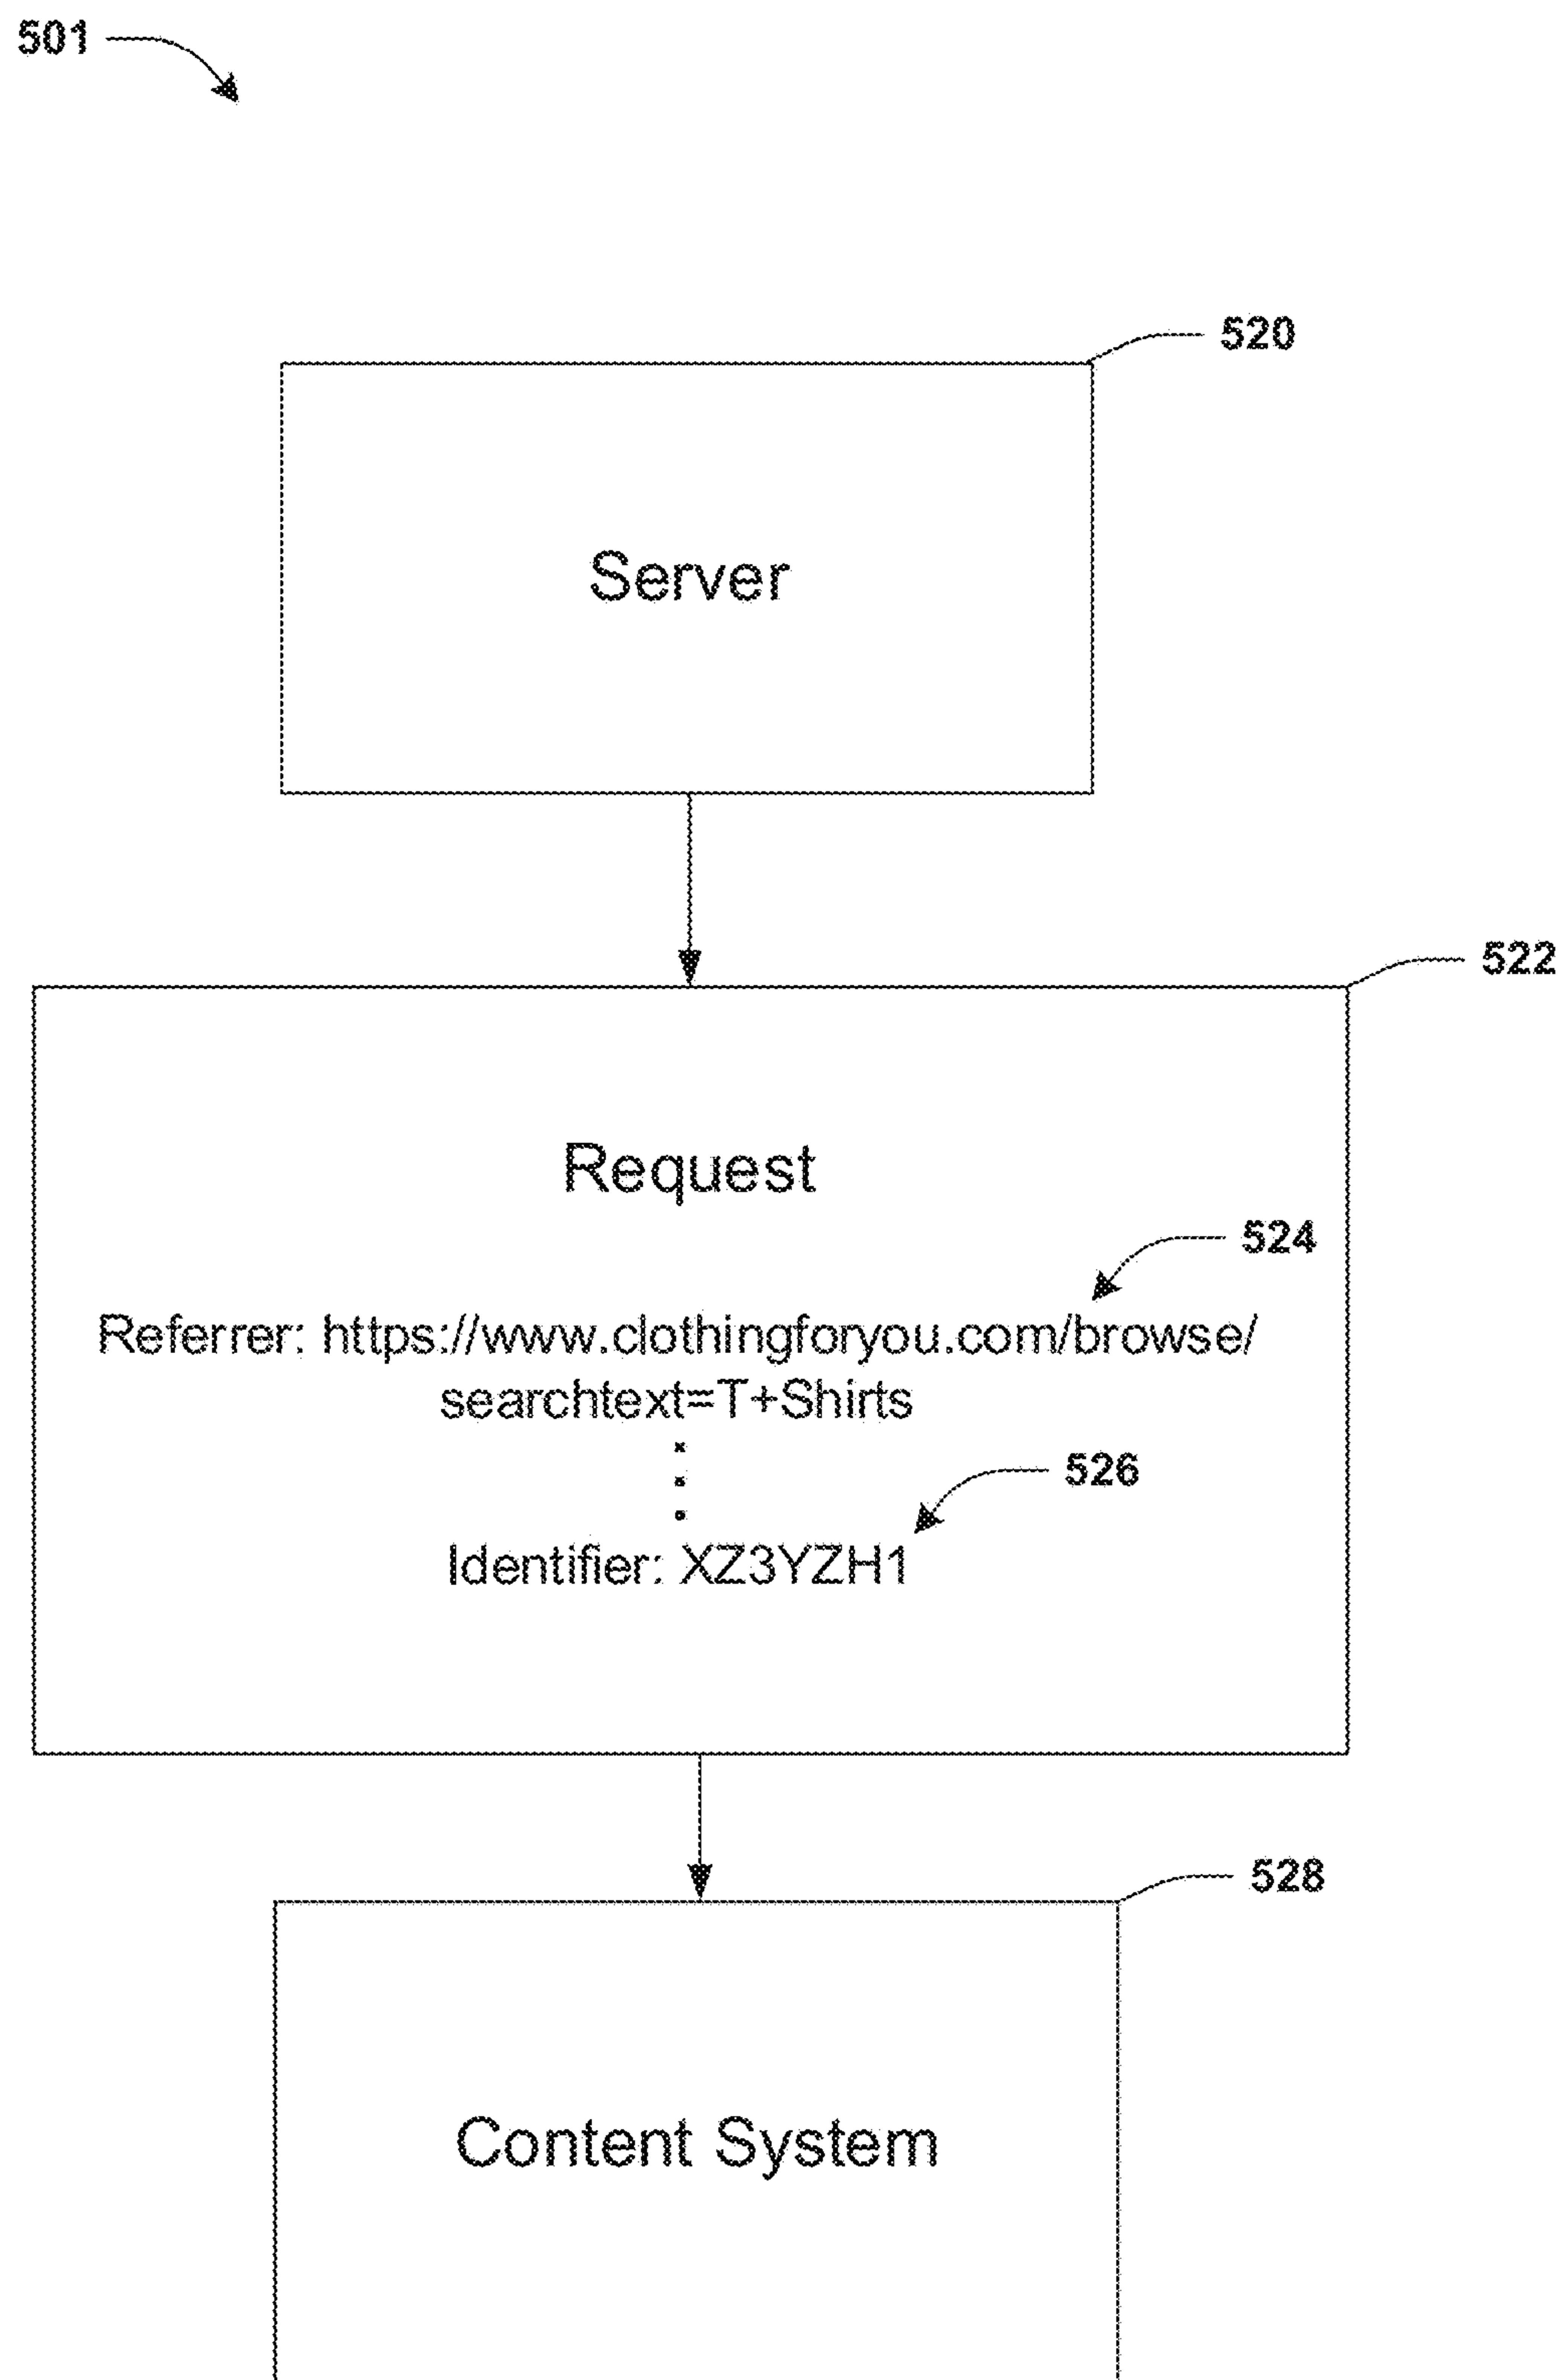 501
520
Server
522
Request
524
Referrer: https://www.clothingforyou.com/browse/
searchtext=T+Shirts
526
Identifier: XZ3YZH1
528
Content System